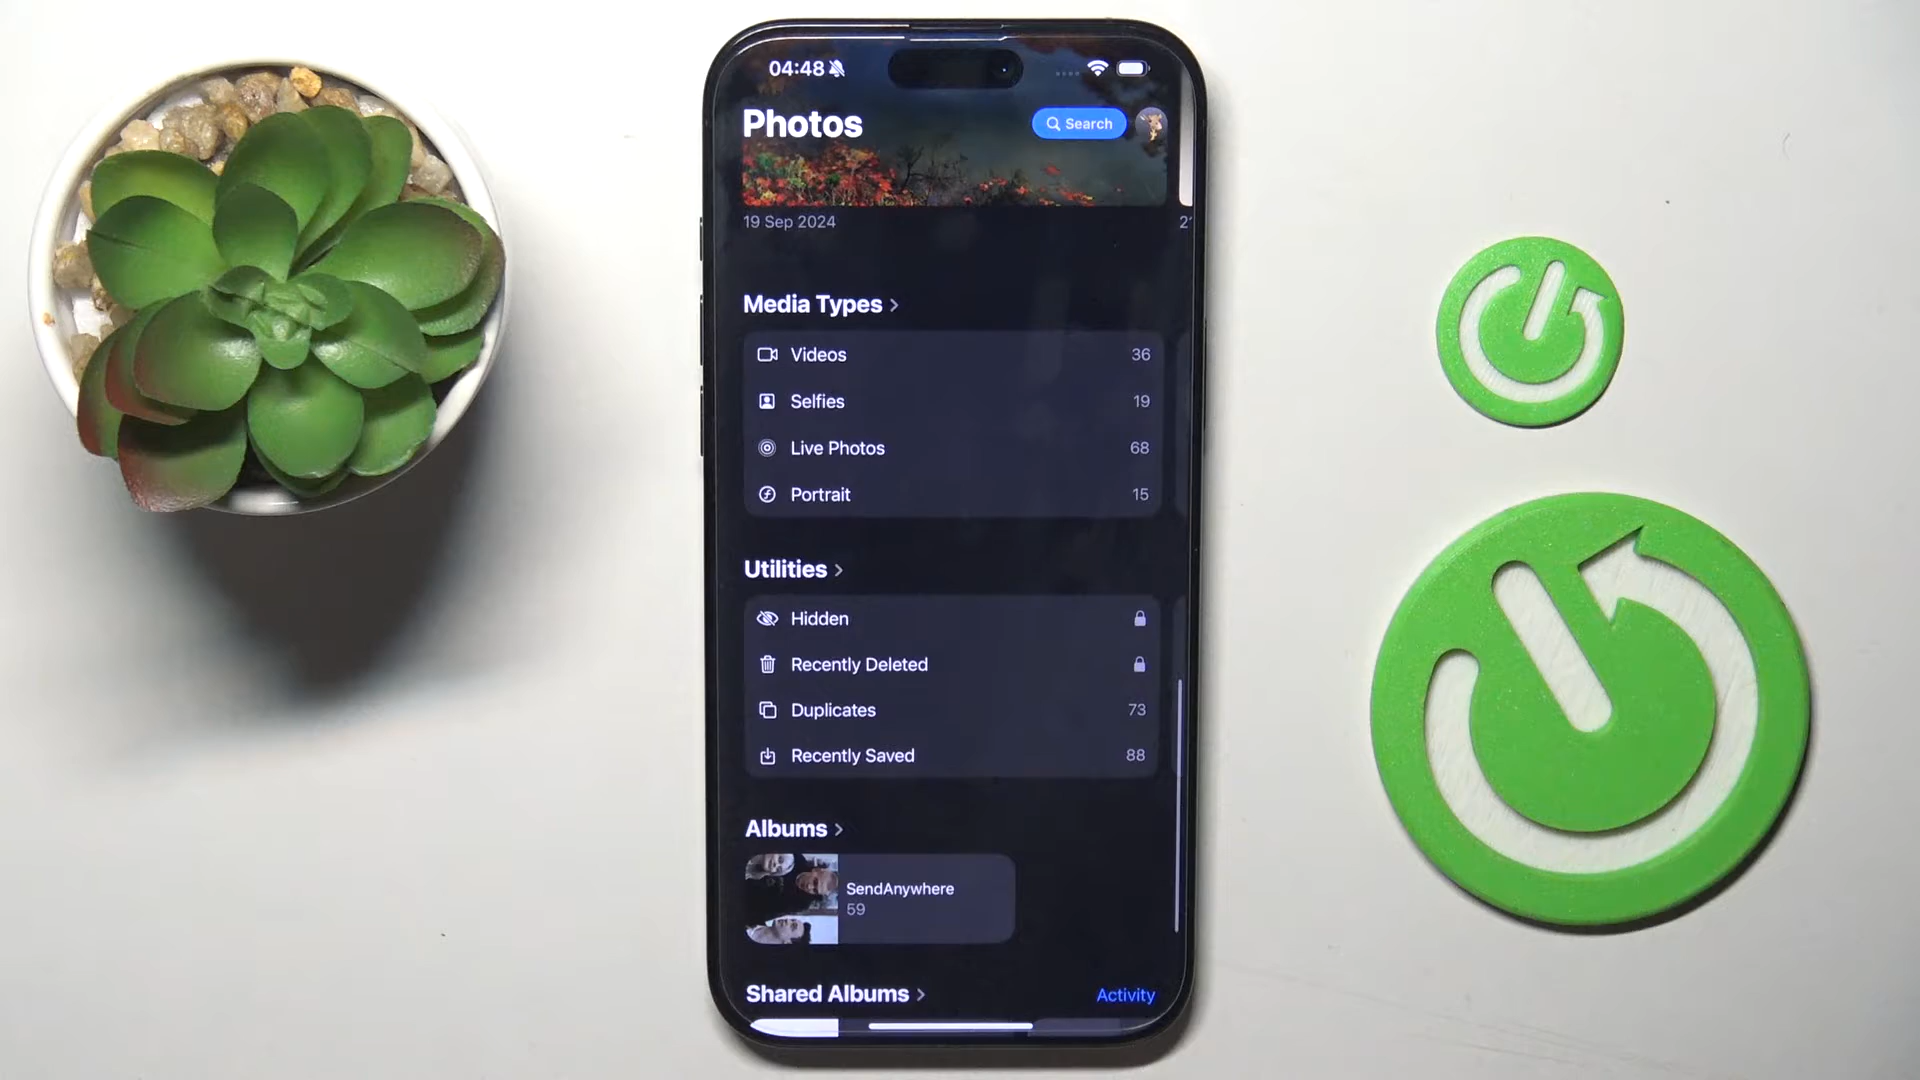 04:48
Photos
Search
19 Sep 2024
Media Types >
Videos 36
Selfies 19
Live Photos 68
Portrait 15
Utilities >
Hidden
Recently Deleted
Duplicates 73
Recently Saved 88
Albums >
SendAnywhere
59
Shared Albums > Activity